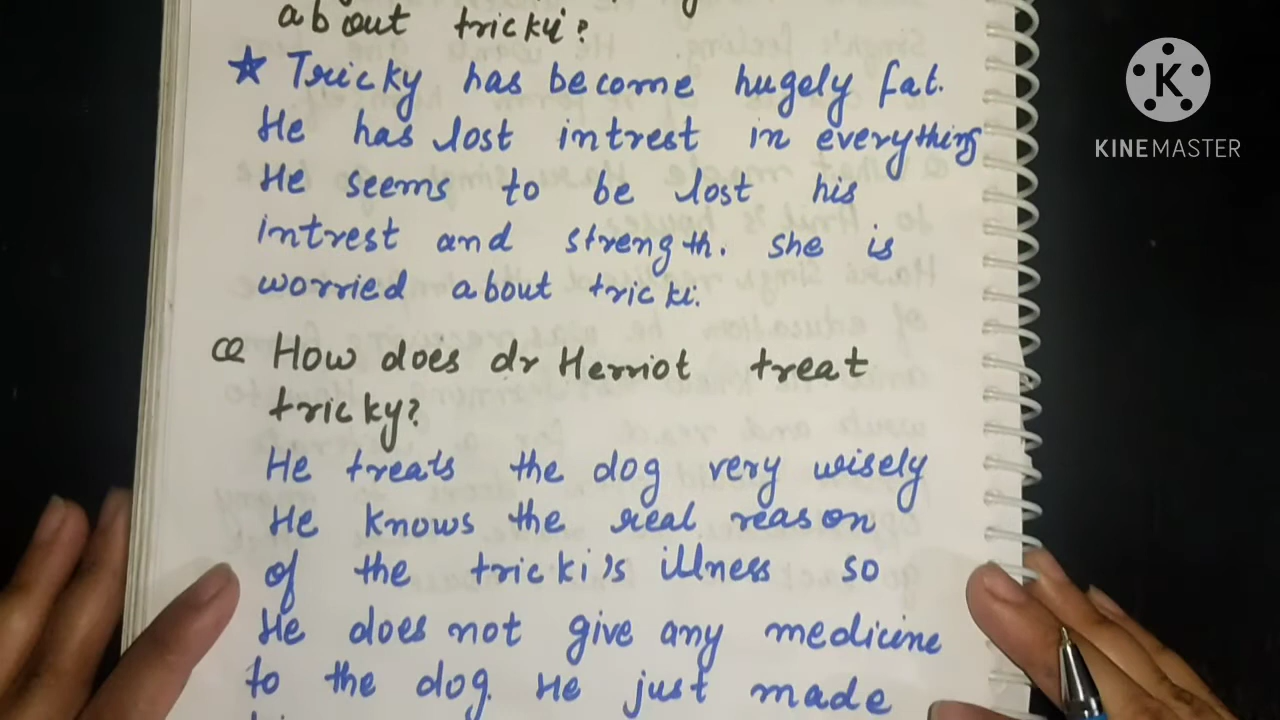 about tricki?
☆ Tricky has become hugely fat.
He has lost intrest in everything
He seems to be lost his
intrest and strength. she is
worried about tricki.
Q How does dr Herriot treat
tricky?
He treats the dog very wisely
He knows the real reason
of the tricki's illness so
He does not give any medicine
to the dog. He just made
K
KINEMASTER